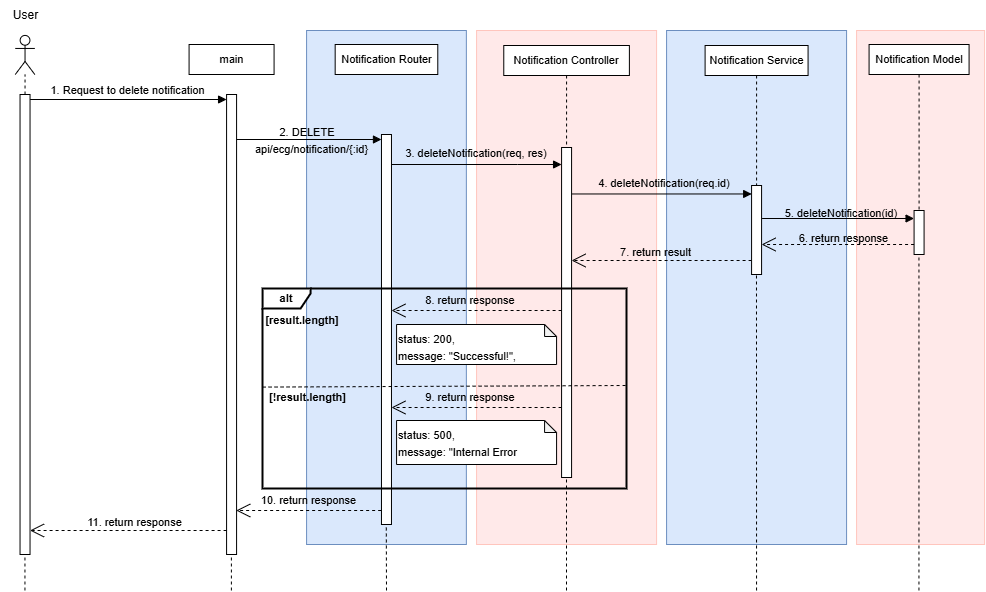 User
main
Notification Router
Notification Controller
Notification Service
Notification Model
1. Request to delete notification
2. DELETE
api/ecg/notification/{:id}
3. deleteNotification(req, res)
4. deleteNotification(req.id)
5. deleteNotification(id)
6. return response
7. return result
alt
8. return response
[result.length]
status: 200,
message: "Successful!",
[!result.length]
9. return response
status: 500,
message: "Internal Error
10. return response
11. return response